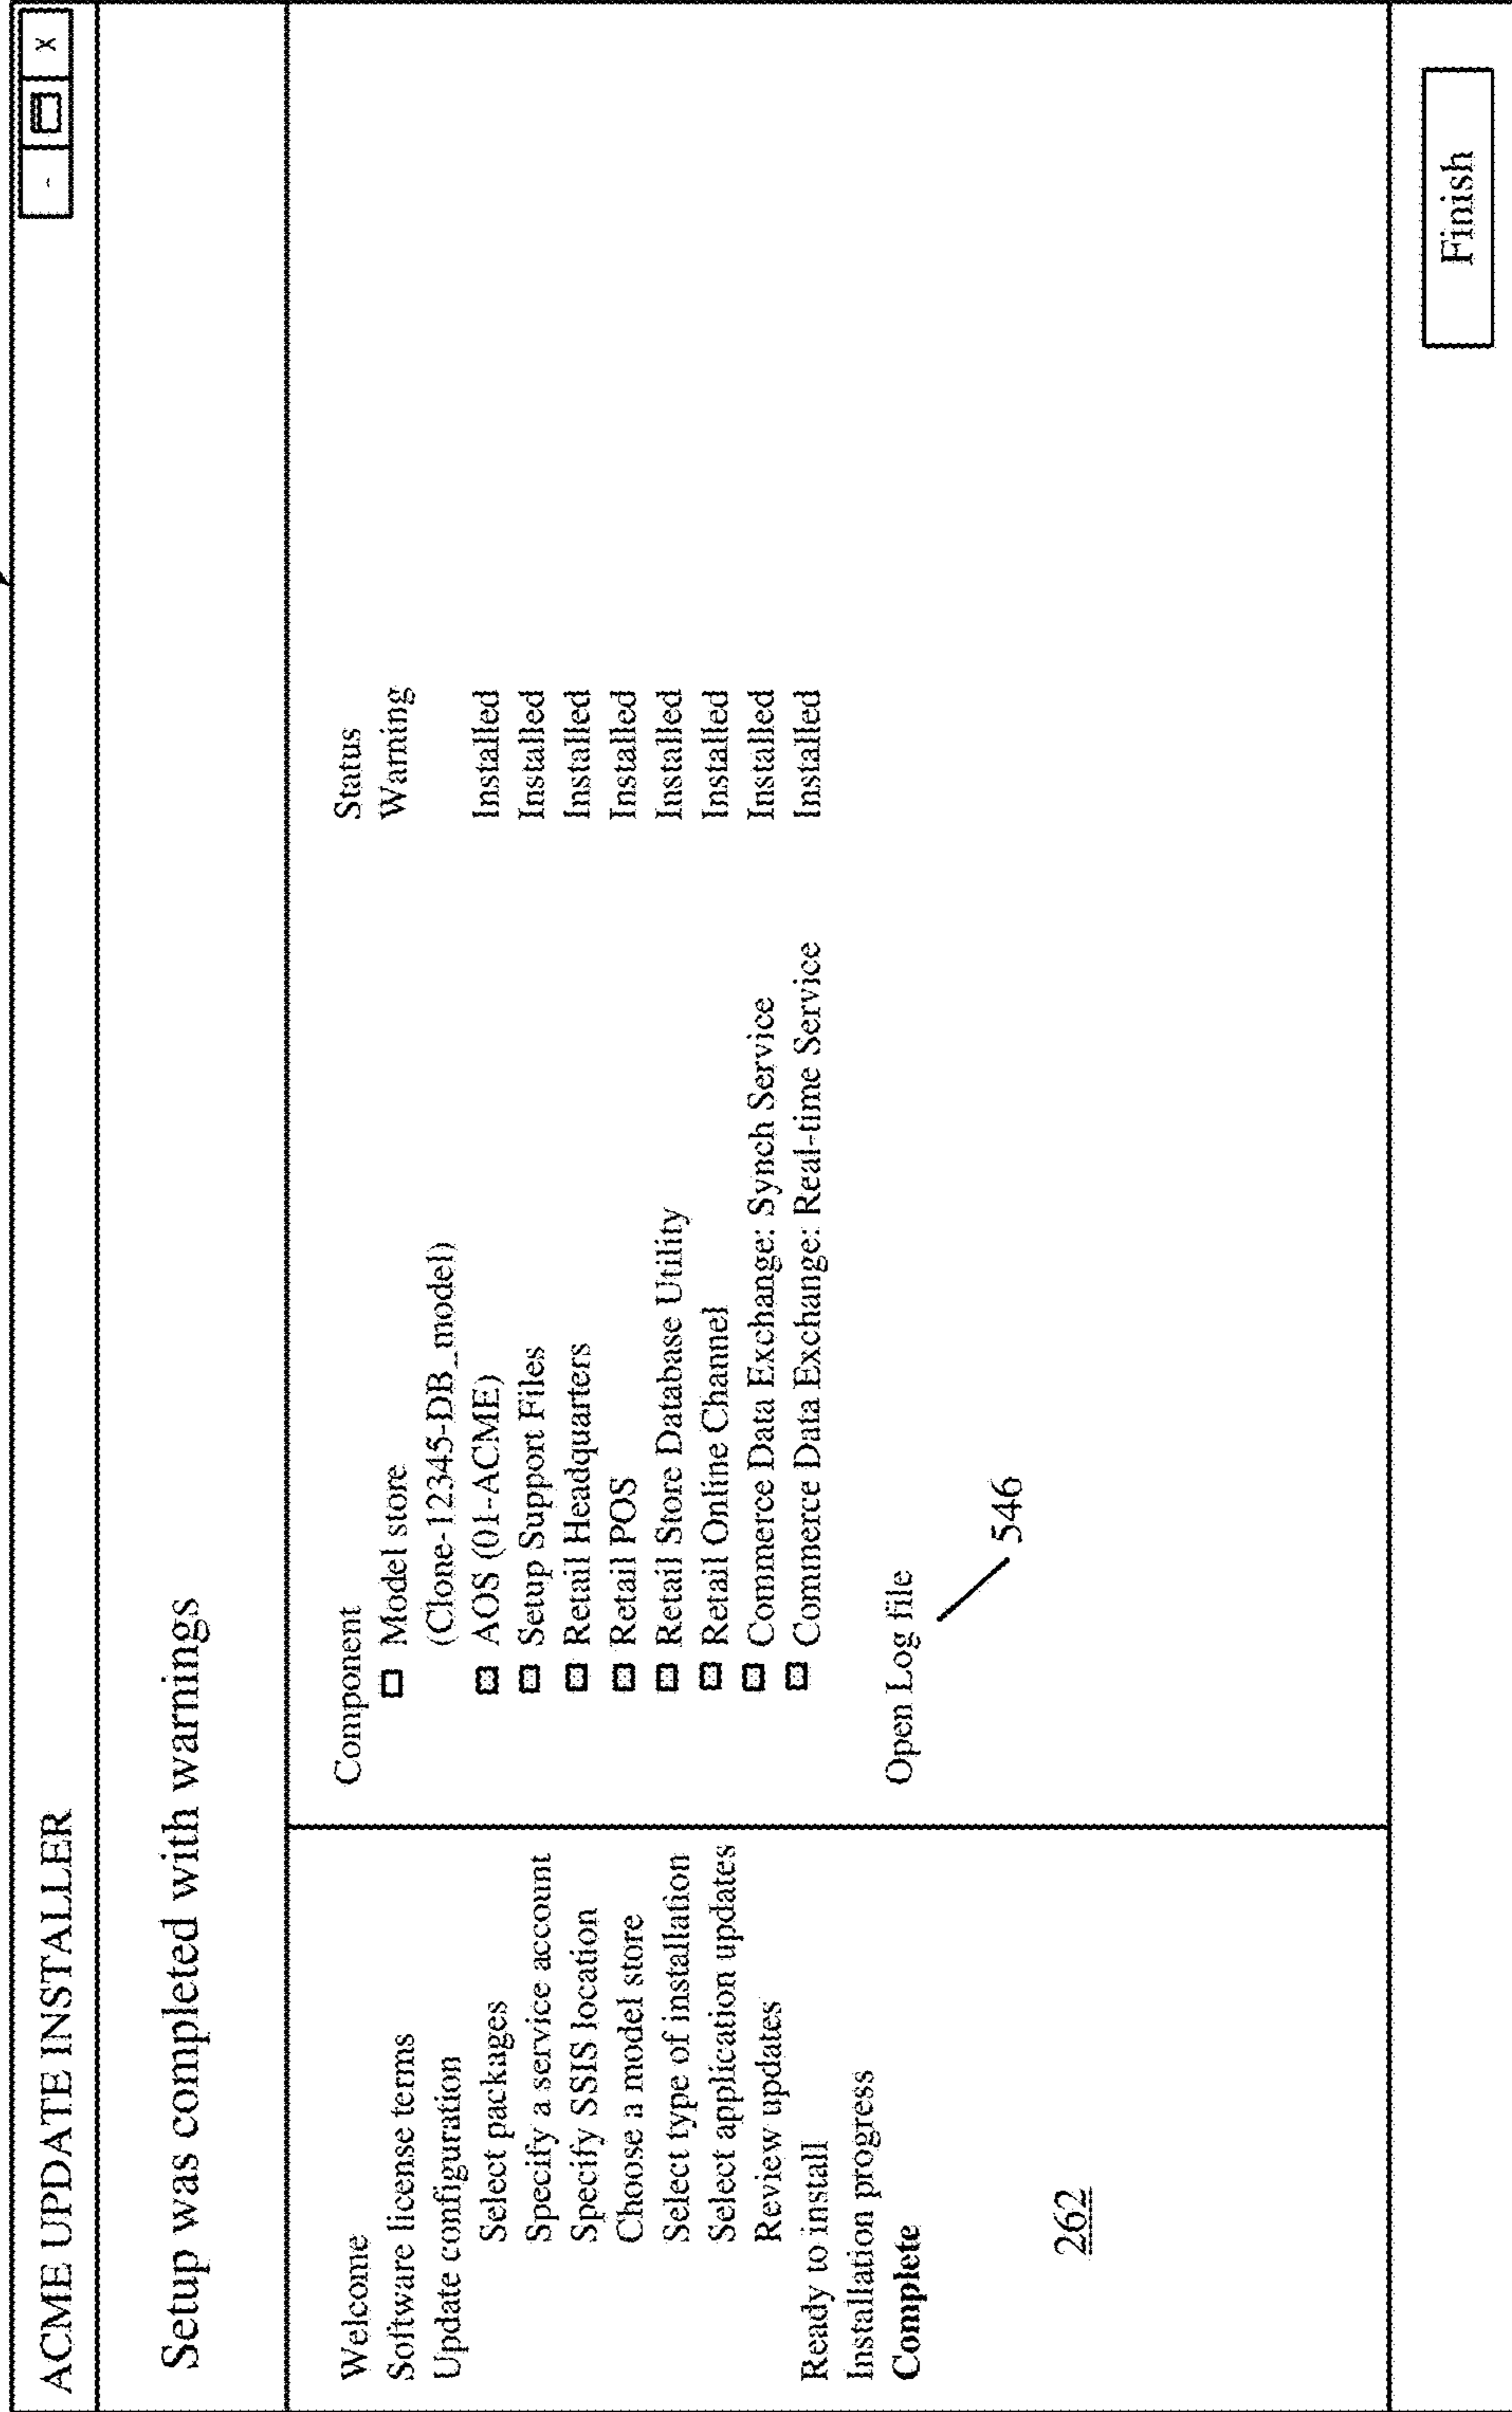 ACME UPDATE INSTALLER
- X
Setup was completed with warnings
Welcome
Software license terms
Update configuration
Select packages
Specify a service account
Specify SSIS location
Choose a model store
Select type of installation
Select application updates
Review updates
Ready to install
Installation progress
Complete
262
Component Status
Model store Warning
(Clone-12345-DB_model)
AOS (01-ACME) Installed
Setup Support Files Installed
Retail Headquarters Installed
Retail POS Installed
Retail Store Database Utility Installed
Retail Online Channel Installed
Commerce Data Exchange: Synch Service Installed
Commerce Data Exchange: Real-time Service Installed
Open Log file
546
Finish